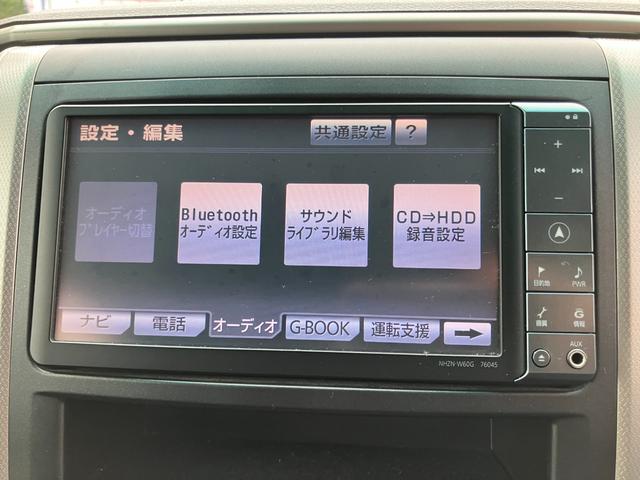 設定・編集
共通設定
?
オーディオ
プレイヤー切替
Bluetooth
オーディオ設定
サウンド
ライブラリ編集
CD⇒HDD
録音設定
ナビ
電話
オーディオ
G-BOOK
運転支援
→
NHZN-W60G 76045
目的地
PWR
画質
情報
AUX